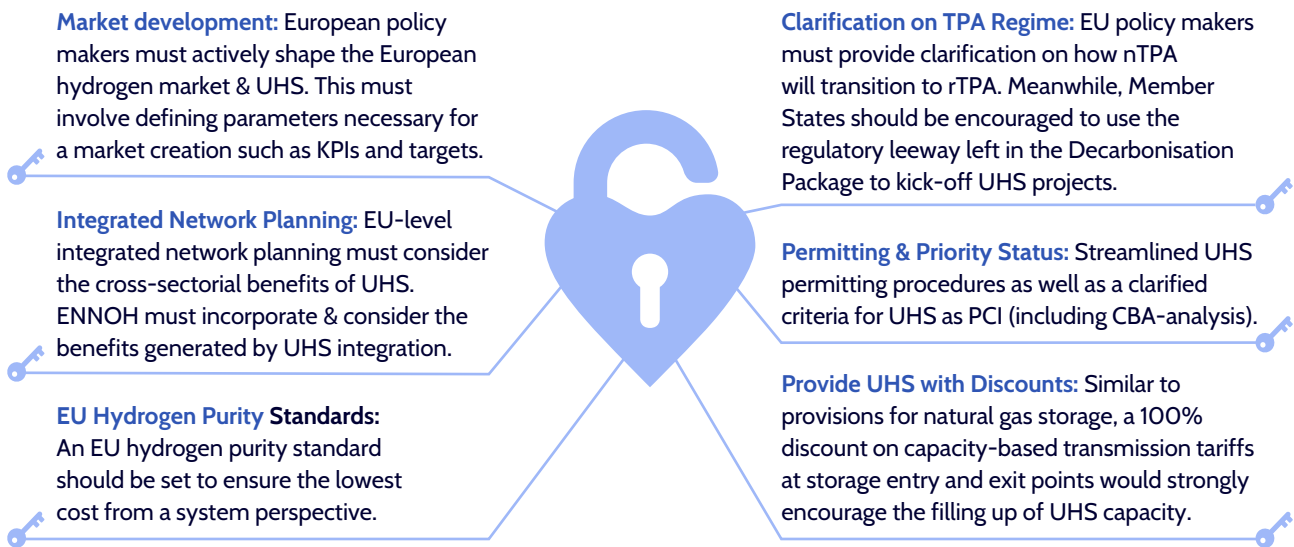 Market development: European policy
makers must actively shape the European
hydrogen market & UHS. This must
involve defining parameters necessary for
a market creation such as KPIs and targets.
Integrated Network Planning: EU-level
integrated network planning must consider
the cross-sectorial benefits of UHS.
ENNOH must incorporate & consider the
benefits generated by UHS integration.
EU Hydrogen Purity Standards:
An EU hydrogen purity standard
should be set to ensure the lowest
cost from a system perspective.
Clarification on TPA Regime: EU policy makers
must provide clarification on how nTPA
will transition to rTPA. Meanwhile, Member
States should be encouraged to use the
regulatory leeway left in the Decarbonisation
Package to kick-off UHS projects.
Permitting & Priority Status: Streamlined UHS
permitting procedures as well as a clarified
criteria for UHS as PCI (including CBA-analysis).
Provide UHS with Discounts: Similar to
provisions for natural gas storage, a 100%
discount on capacity-based transmission tariffs
at storage entry and exit points would strongly
encourage the filling up of UHS capacity.